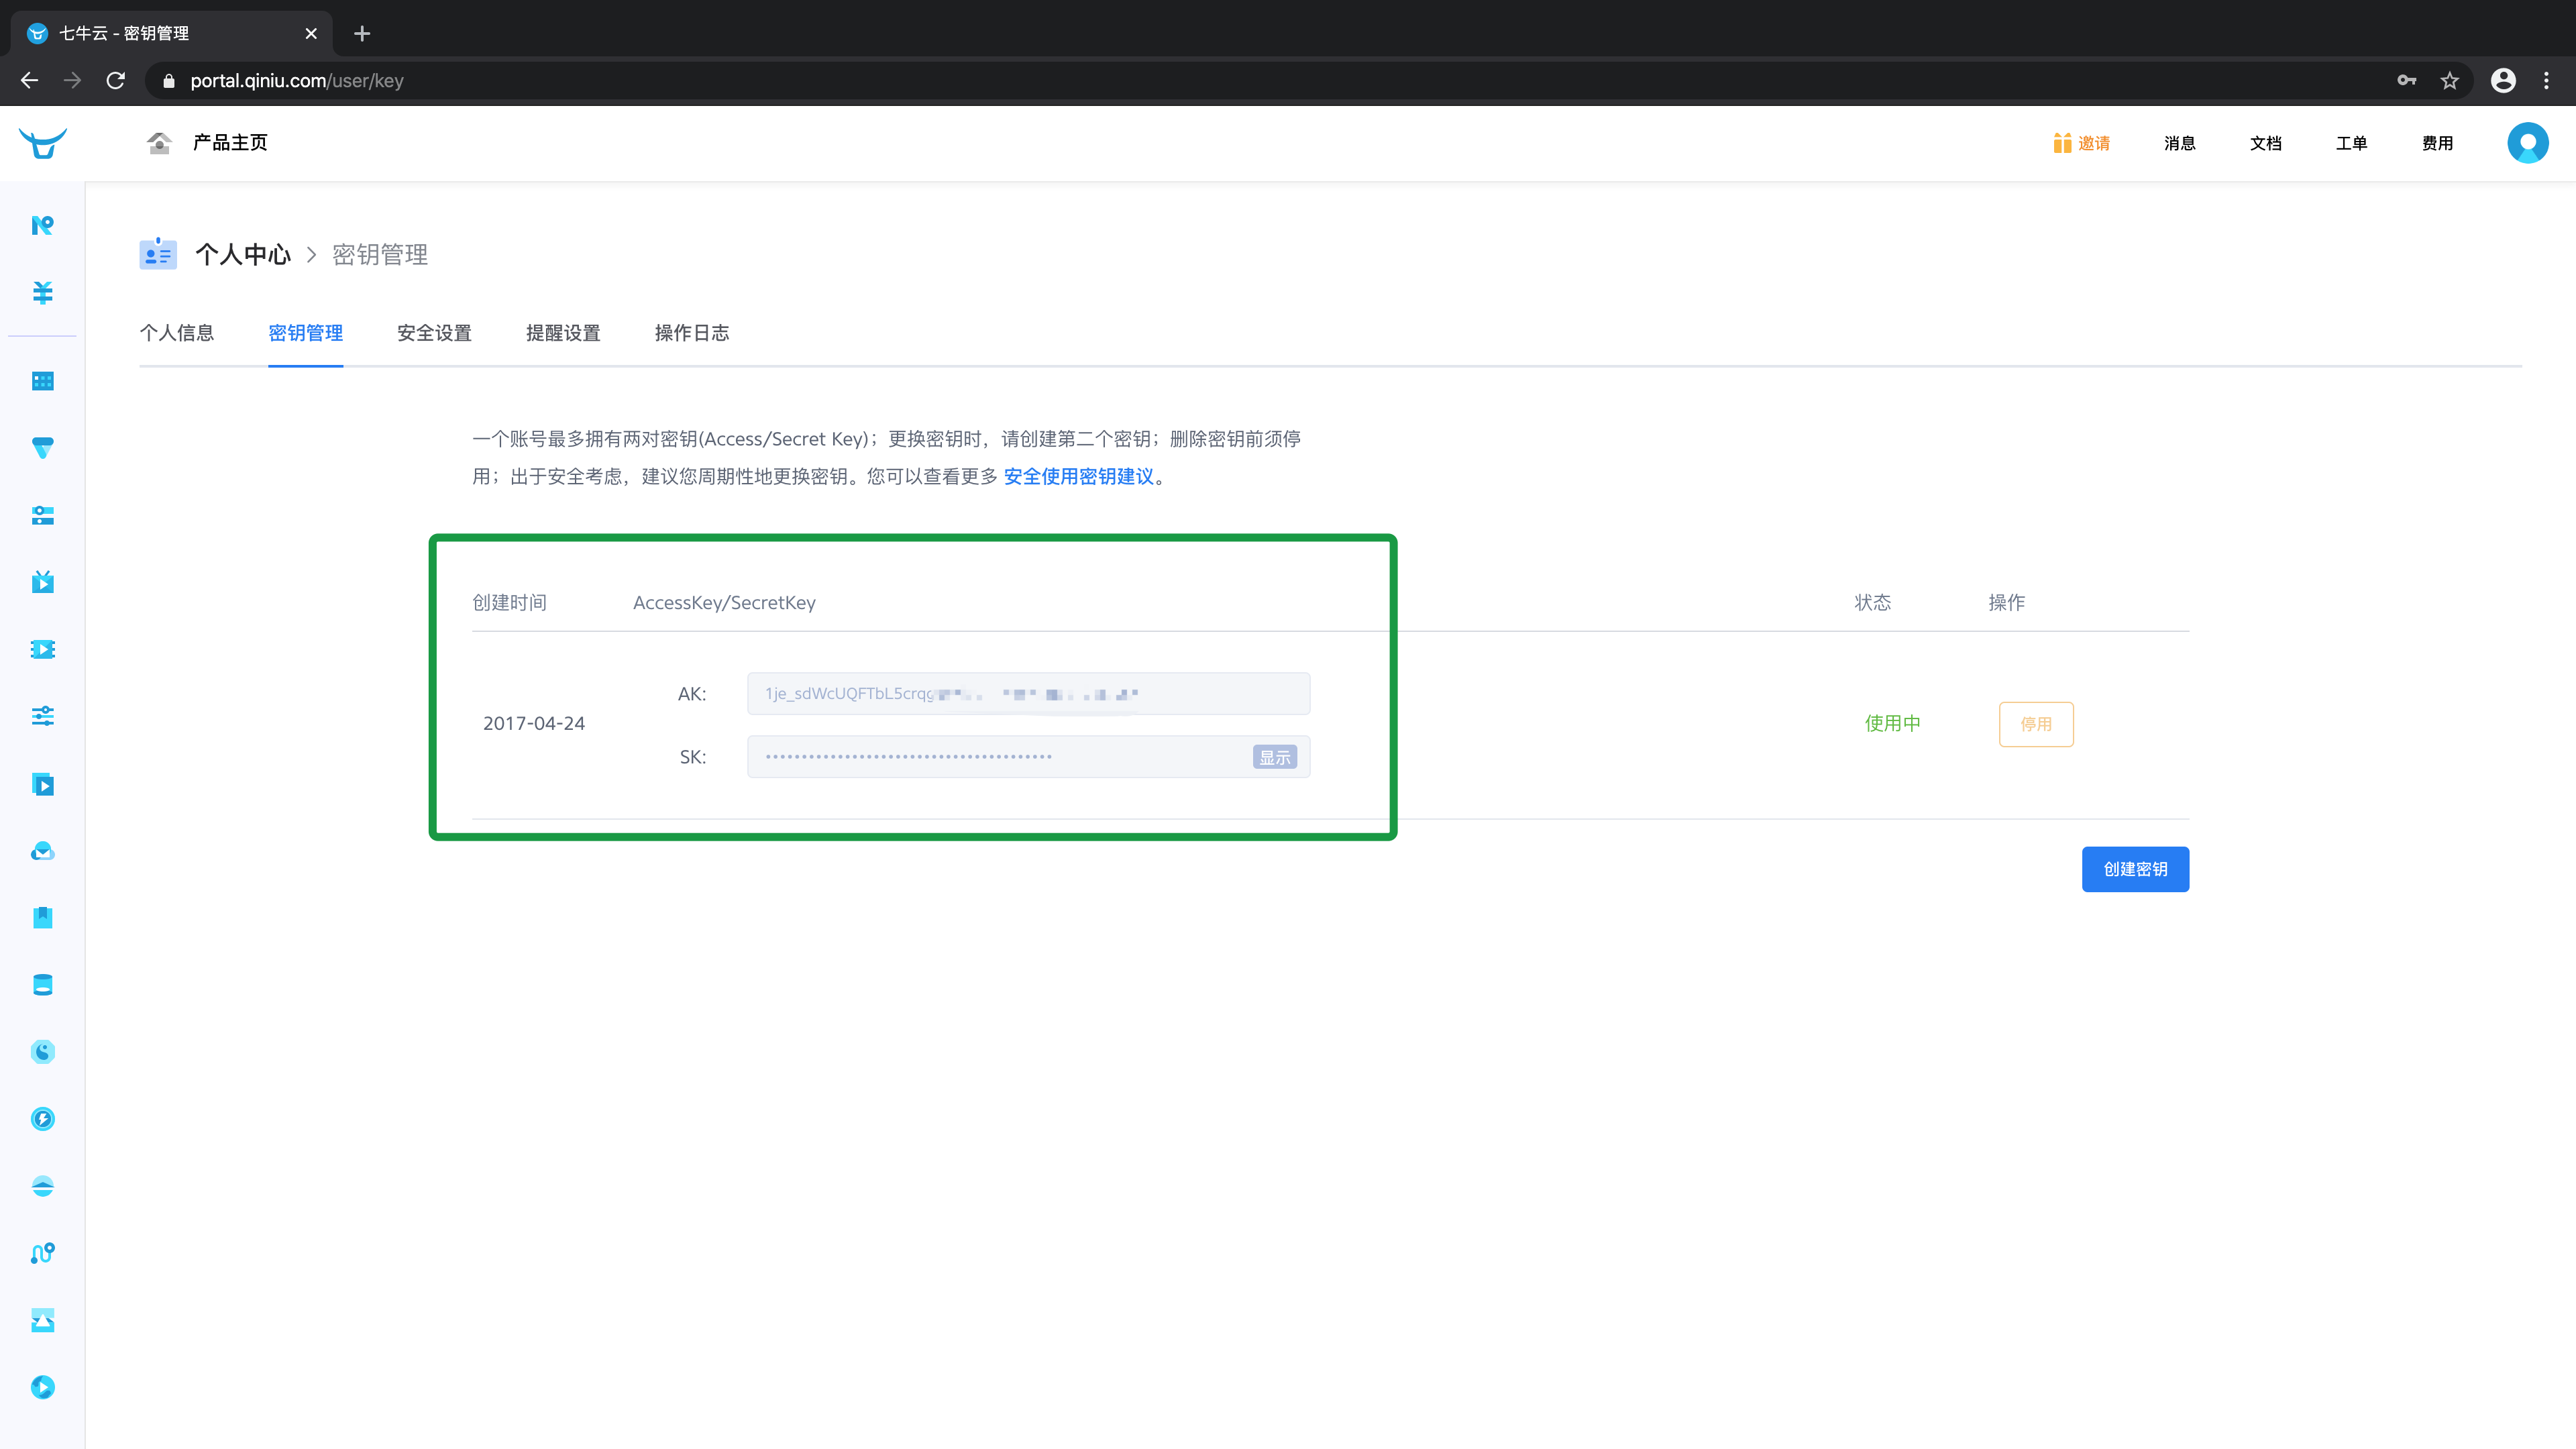 七牛云 - 密钥管理
portal.qiniu.com/user/key
产品主页
邀请
消息
文档
工单
费用
个人中心 > 密钥管理
个人信息
密钥管理
安全设置
提醒设置
操作日志
一个账号最多拥有两对密钥(Access/Secret Key)；更换密钥时，请创建第二个密钥；删除密钥前须停
用；出于安全考虑，建议您周期性地更换密钥。您可以查看更多 安全使用密钥建议。
创建时间
AccessKey/SecretKey
状态
操作
2017-04-24
AK:
1je_sdWcUQFTbL5crqg
SK:
显示
使用中
停用
创建密钥